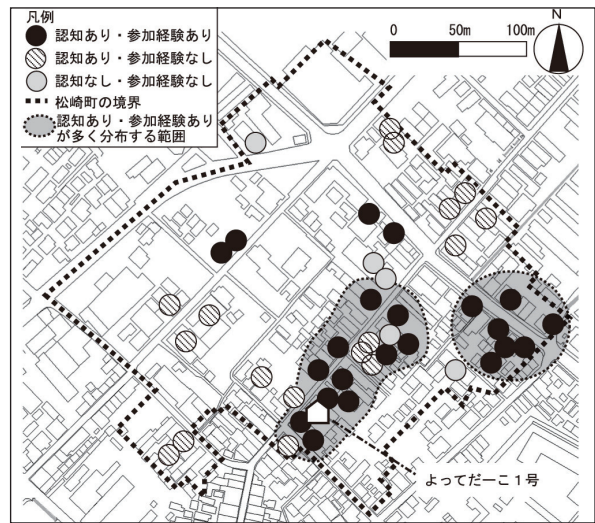 凡例
認知あり・参加経験あり
認知あり・参加経験なし
認知なし・参加経験なし
松崎町の境界
認知あり・参加経験あり
が多く分布する範囲
0 50m 100m
N
よってだーこ1号